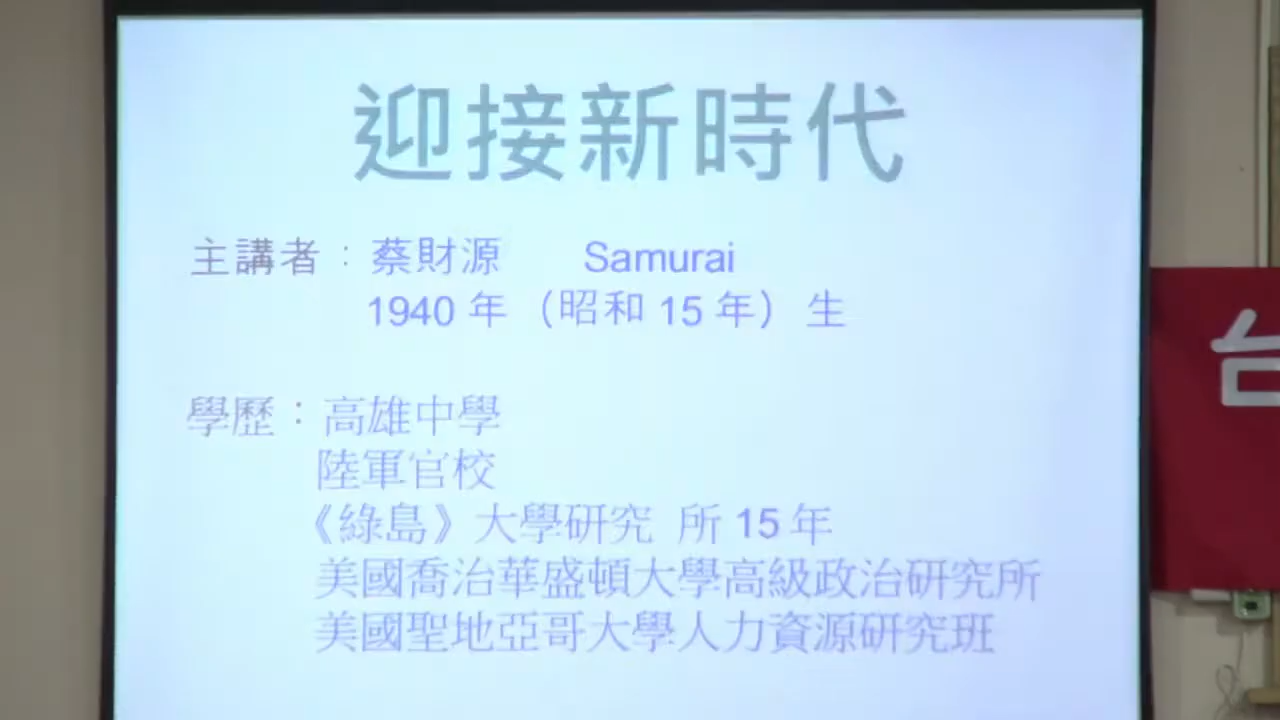 迎接新時代
主講者：蔡財源 Samurai
1940 年（昭和 15 年）生
學歷：高雄中學
陸軍官校
《綠島》大學研究 所 15 年
美國喬治華盛頓大學高級政治研究所
美國聖地亞哥大學人力資源研究班
台